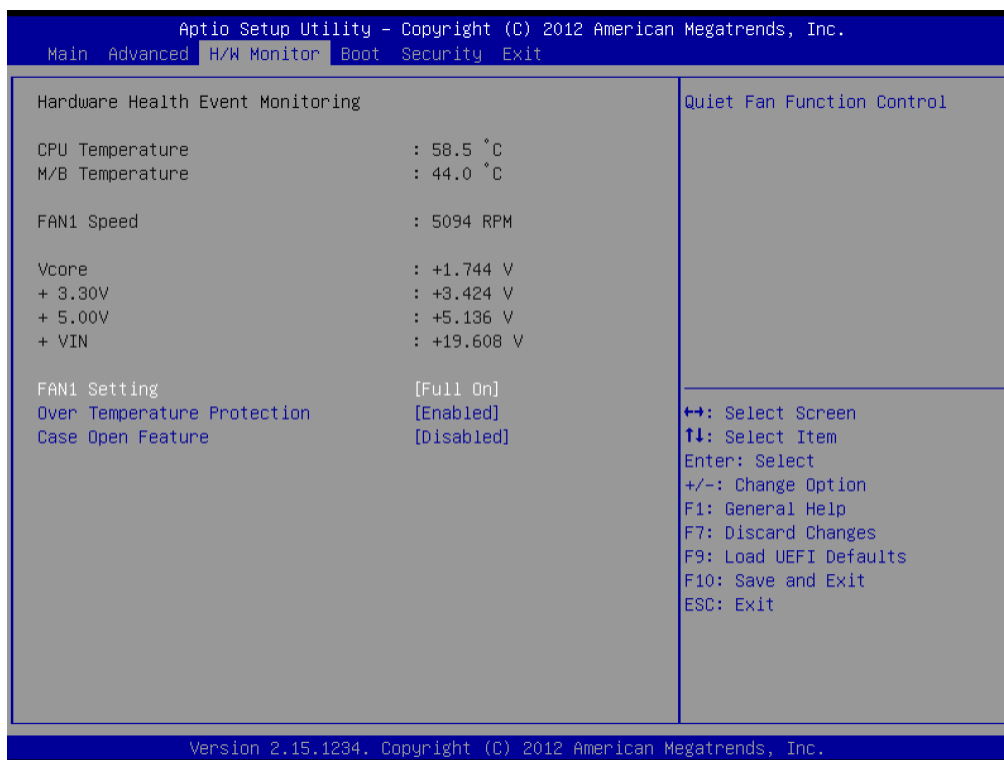 Aptio Setup Utility – Copyright (C) 2012 American Megatrends, Inc.
Main Advanced H/W Monitor Boot Security Exit
Hardware Health Event Monitoring
CPU Temperature : 58.5 °C
M/B Temperature : 44.0 °C
FAN1 Speed : 5094 RPM
Vcore : +1.744 V
+ 3.30V : +3.424 V
+ 5.00V : +5.136 V
+ VIN : +19.608 V
FAN1 Setting [Full On]
Over Temperature Protection [Enabled]
Case Open Feature [Disabled]
Quiet Fan Function Control
↔: Select Screen
↑↓: Select Item
Enter: Select
+/-: Change Option
F1: General Help
F7: Discard Changes
F9: Load UEFI Defaults
F10: Save and Exit
ESC: Exit
Version 2.15.1234. Copyright (C) 2012 American Megatrends, Inc.